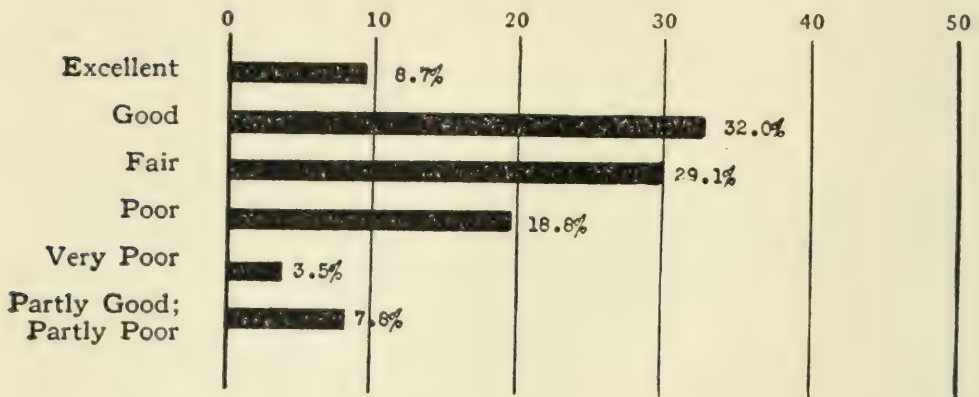 0 10 20 30 40 50
Excellent 8.7%
Good 32.0%
Fair 29.1%
Poor 18.8%
Very Poor 3.5%
Partly Good;
Partly Poor 7.8%